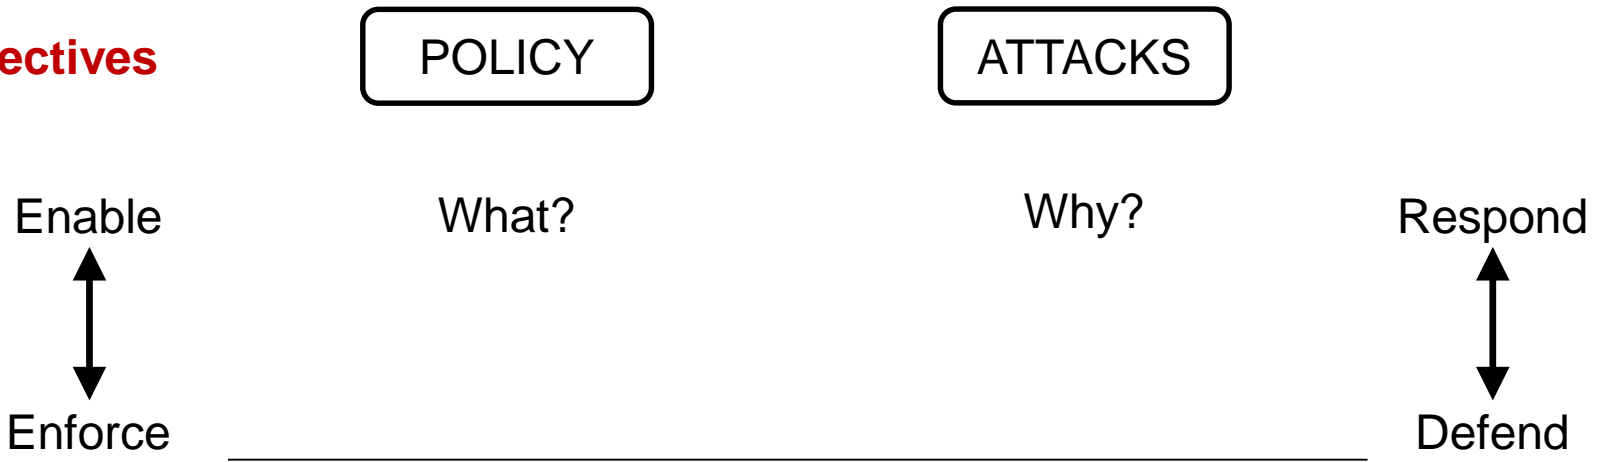 ectives
POLICY
ATTACKS
Enable
What?
Why?
Respond
Enforce
Defend